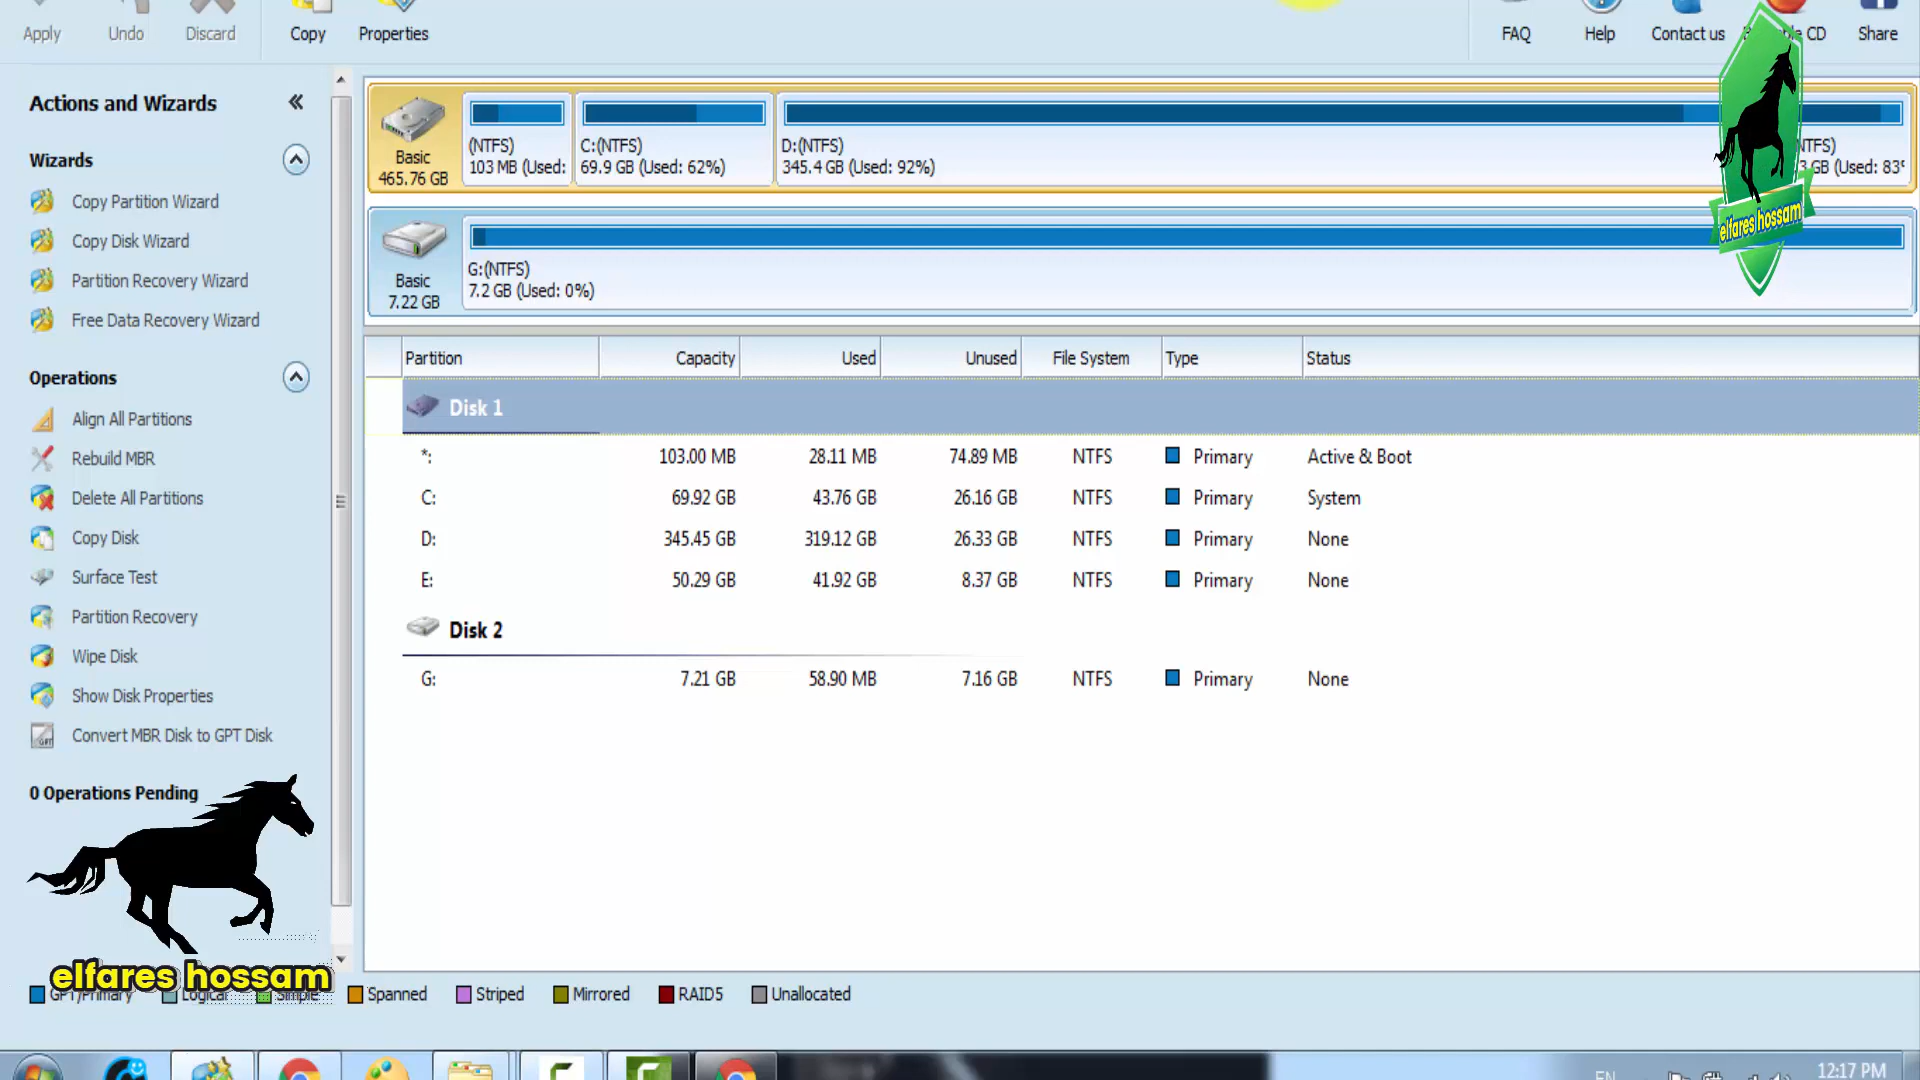 Apply
Undo
Discard
Copy
Properties
FAQ
Help
Contact us
CD
Share
Actions and Wizards
Wizards
Copy Partition Wizard
Copy Disk Wizard
Partition Recovery Wizard
Free Data Recovery Wizard
Operations
Align All Partitions
Rebuild MBR
Delete All Partitions
Copy Disk
Surface Test
Partition Recovery
Wipe Disk
Show Disk Properties
Convert MBR Disk to GPT Disk
0 Operations Pending
elfares hossam
Basic
465.76 GB
(NTFS)
103 MB (Used:
C:(NTFS)
69.9 GB (Used: 62%)
D:(NTFS)
345.4 GB (Used: 92%)
NTFS)
GB (Used: 83%
elfares hossam
Basic
7.22 GB
G:(NTFS)
7.2 GB (Used: 0%)
Partition Capacity Used Unused File System Type Status
Disk 1
*: 103.00 MB 28.11 MB 74.89 MB NTFS Primary Active & Boot
C: 69.92 GB 43.76 GB 26.16 GB NTFS Primary System
D: 345.45 GB 319.12 GB 26.33 GB NTFS Primary None
E: 50.29 GB 41.92 GB 8.37 GB NTFS Primary None
Disk 2
G: 7.21 GB 58.90 MB 7.16 GB NTFS Primary None
GPT/Primary Logical Simple Spanned Striped Mirrored RAID5 Unallocated
EN
12:17 PM